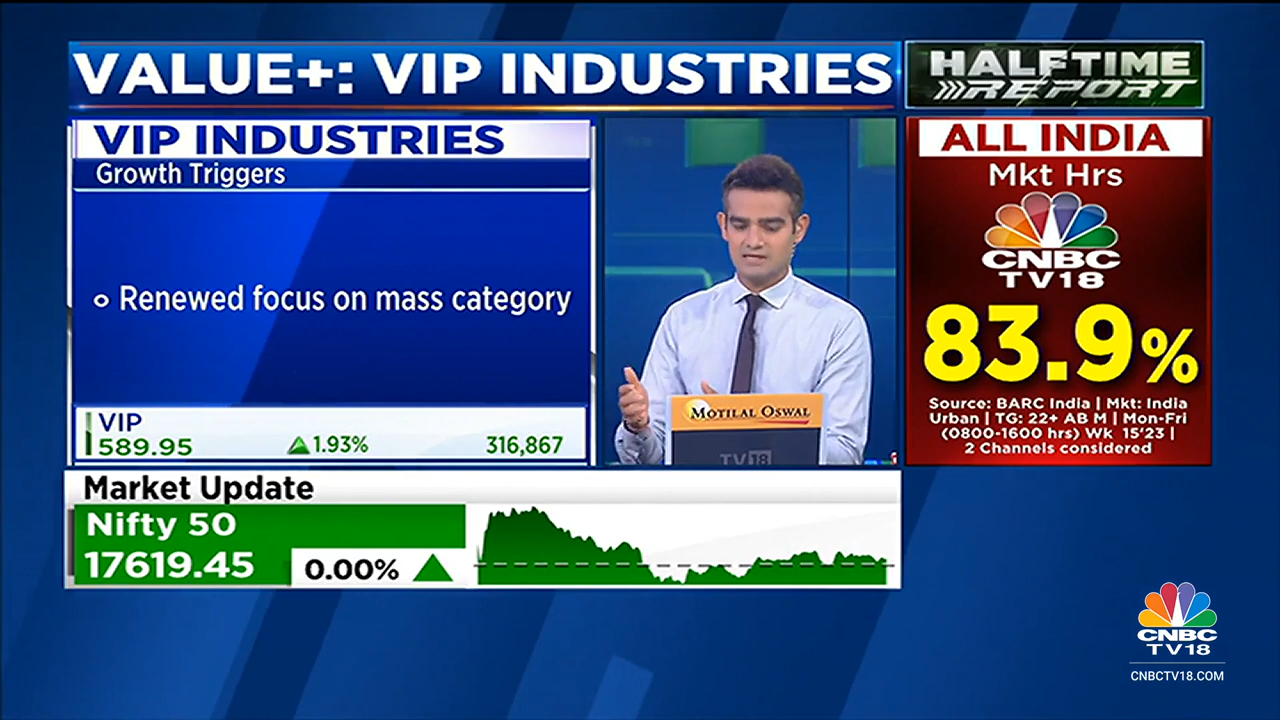 VALUE+: VIP INDUSTRIES
HALFTIME
REPORT
VIP INDUSTRIES
Growth Triggers
Renewed focus on mass category
VIP
589.95 1.93% 316,867
MOTILAL OSWAL
TV18
ALL INDIA
Mkt Hrs
CNBC
TV18
83.9%
Source: BARC India | Mkt: India
Urban | TG: 22+ AB M | Mon-Fri
(0800-1600 hrs) Wk 15'23 |
2 Channels considered
Market Update
Nifty 50
17619.45 0.00%
CNBC
TV18
CNBCTV18.COM